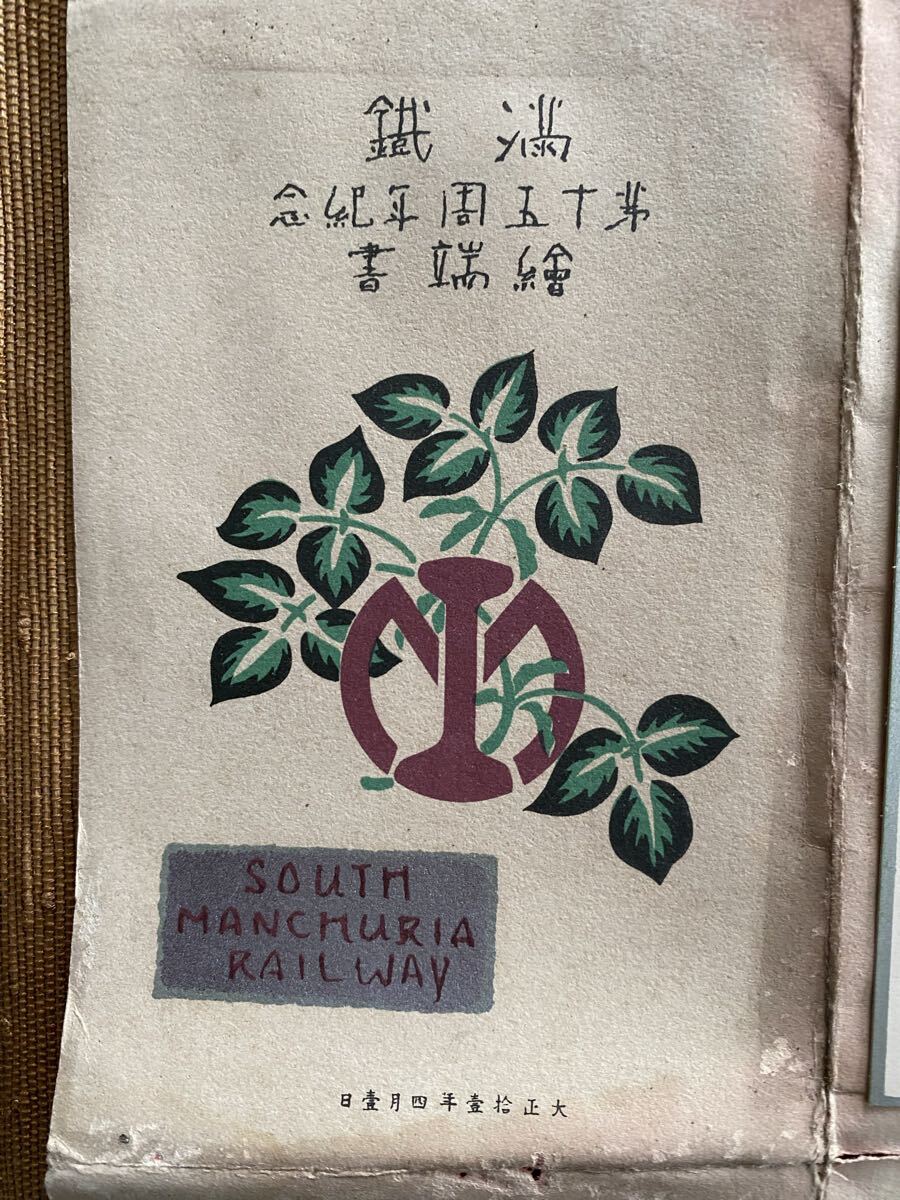 滿鐵
第十五周年紀念
繪端書
SOUTH
MANCHURIA
RAILWAY
大正拾壹年四月壹日